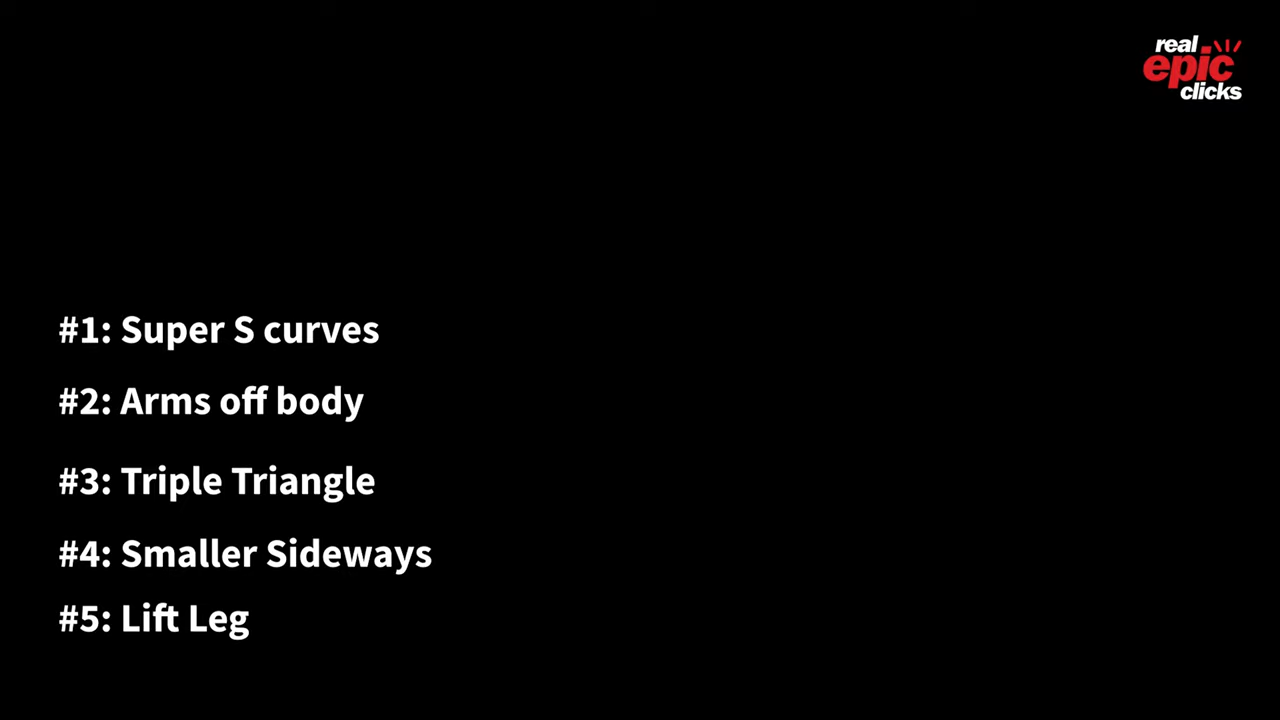 real
epic
clicks
#1: Super S curves
#2: Arms off body
#3: Triple Triangle
#4: Smaller Sideways
#5: Lift Leg